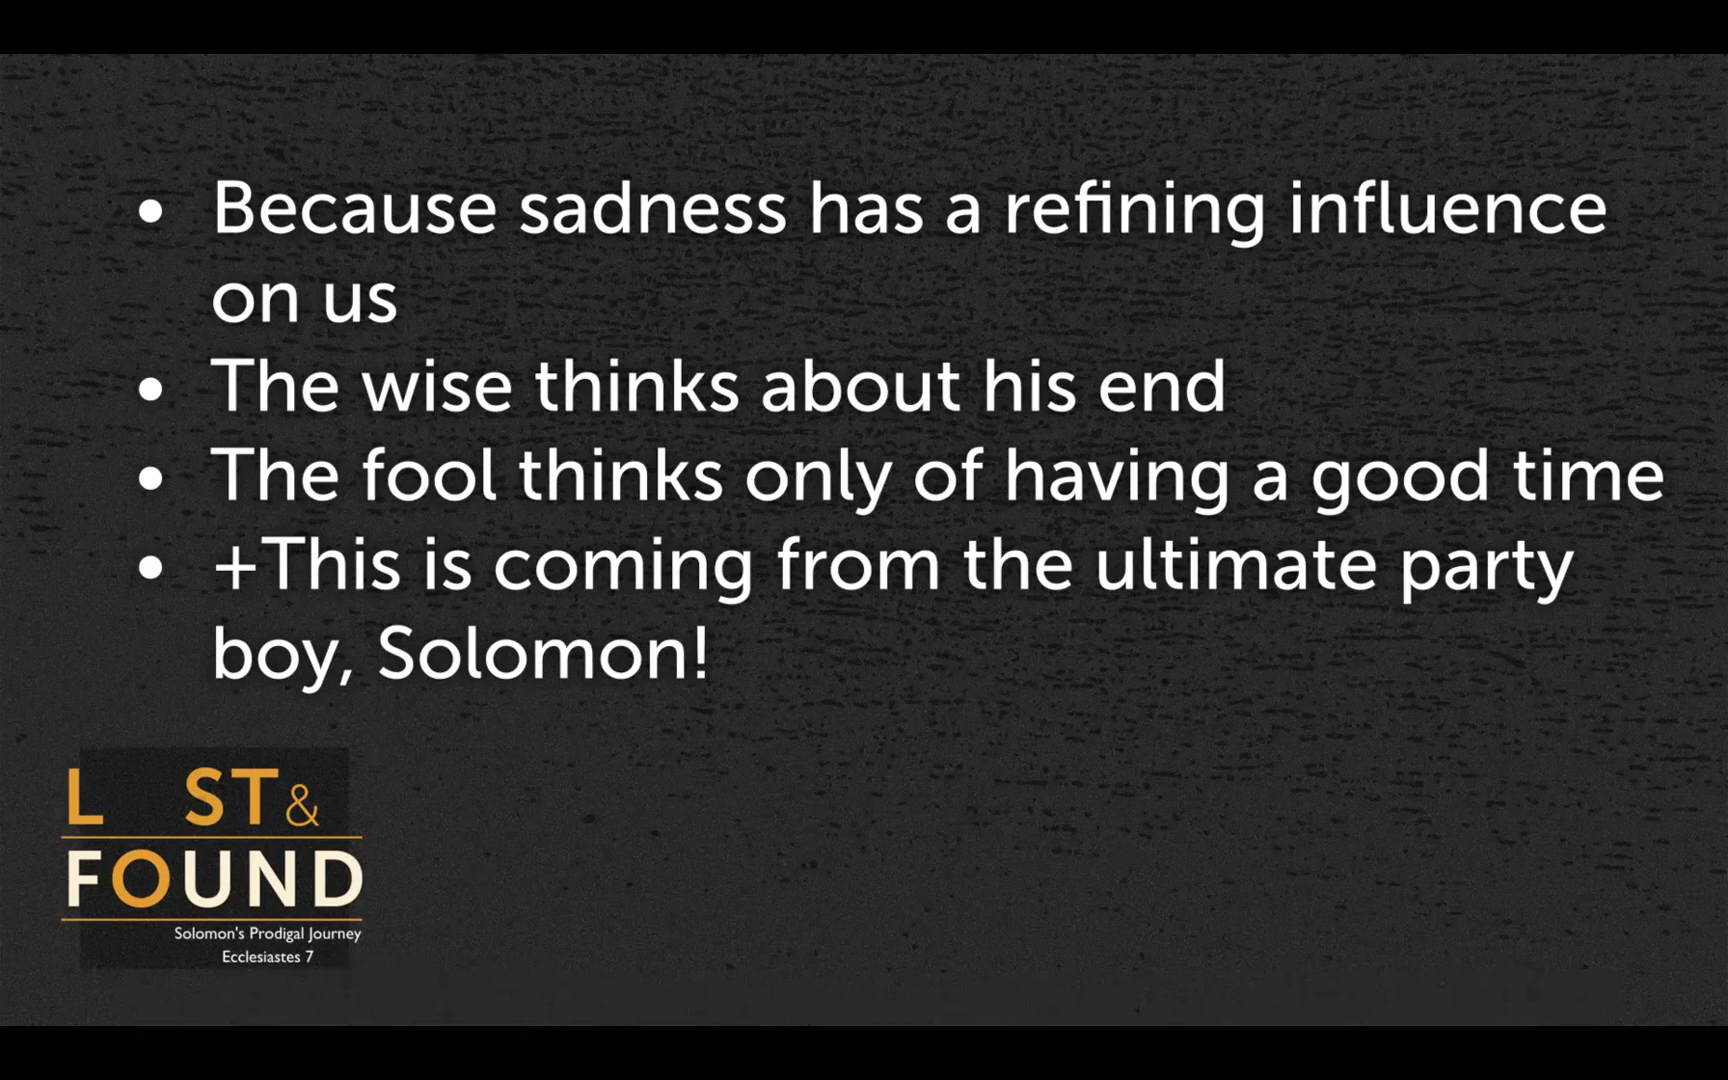 • Because sadness has a refining influence
on us
• The wise thinks about his end
• The fool thinks only of having a good time
• +This is coming from the ultimate party
boy, Solomon!
L ST&
FOUND
Solomon's Prodigal Journey
Ecclesiastes 7